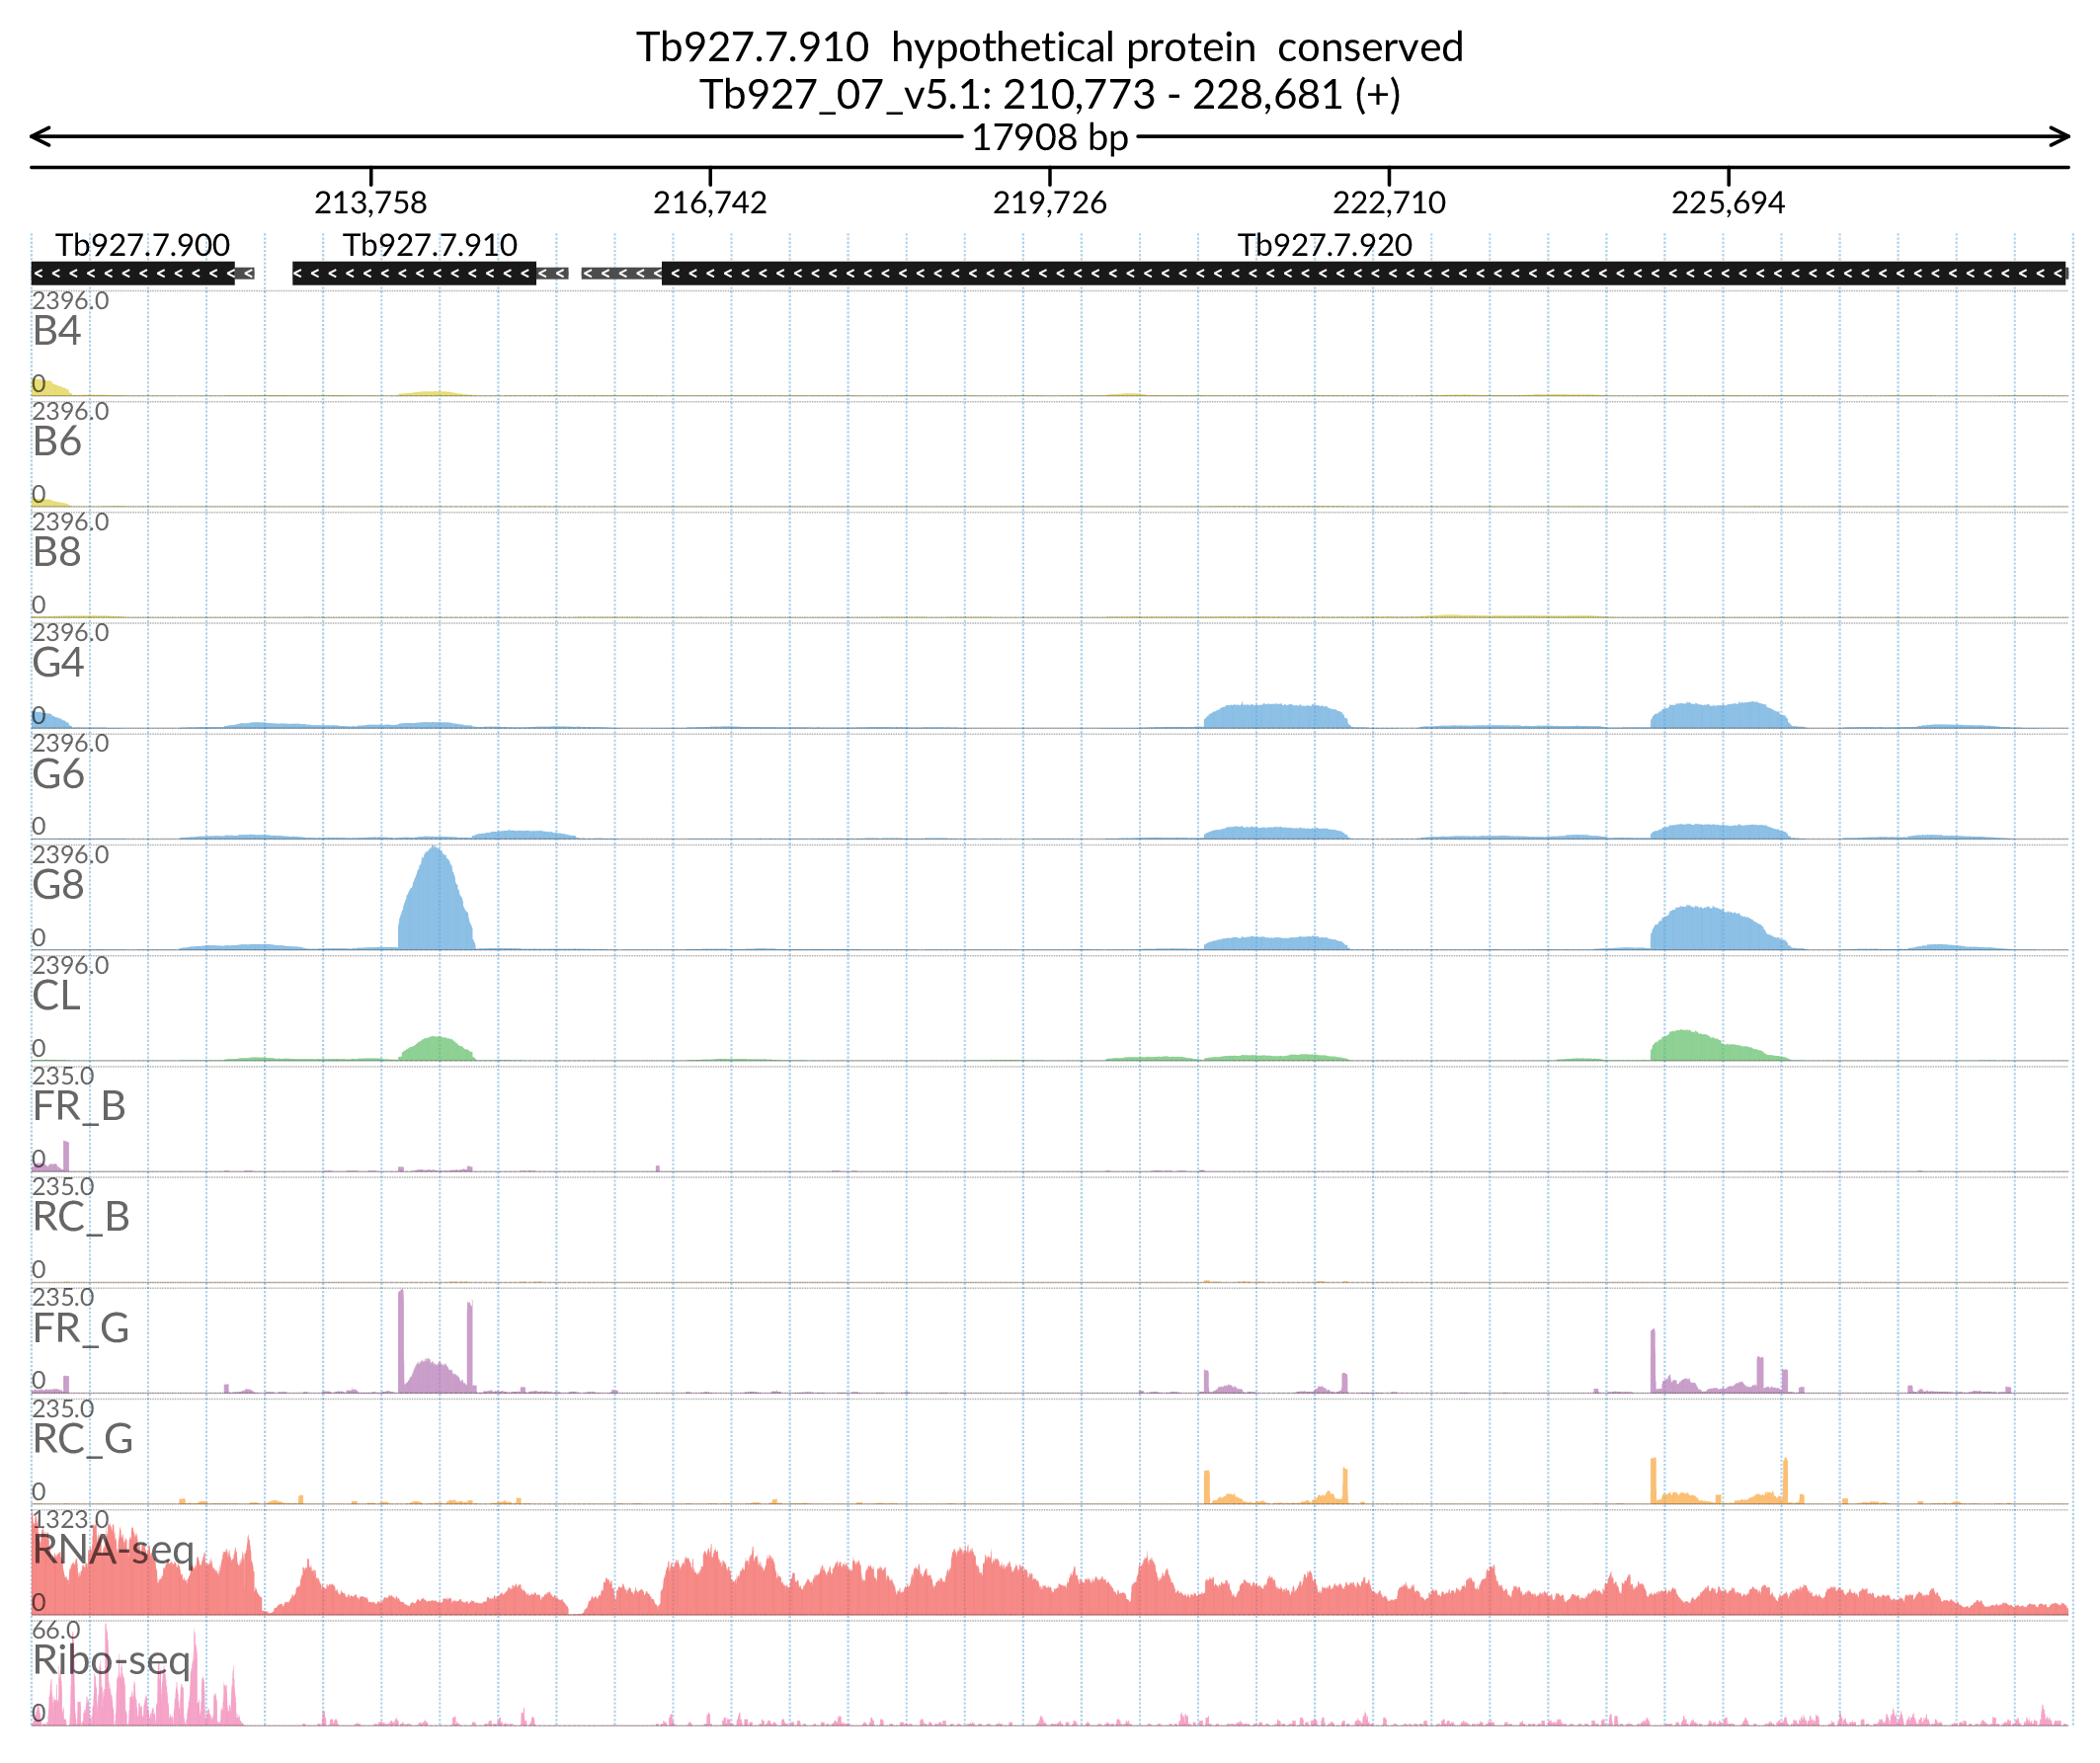 Tb927.7.910 hypothetical protein conserved
Tb927_07_v5.1: 210,773 - 228,681 (+)
17908 bp
213,758 216,742 219,726 222,710 225,694
Tb927.7.900 Tb927.7.910 Tb927.7.920
2396.0
B4
0
2396.0
B6
0
2396.0
B8
0
2396.0
G4
0
2396.0
G6
0
2396.0
G8
0
2396.0
CL
0
235.0
FR_B
0
235.0
RC_B
0
235.0
FR_G
0
235.0
RC_G
0
1323.0
RNA-seq
0
66.0
Ribo-seq
0